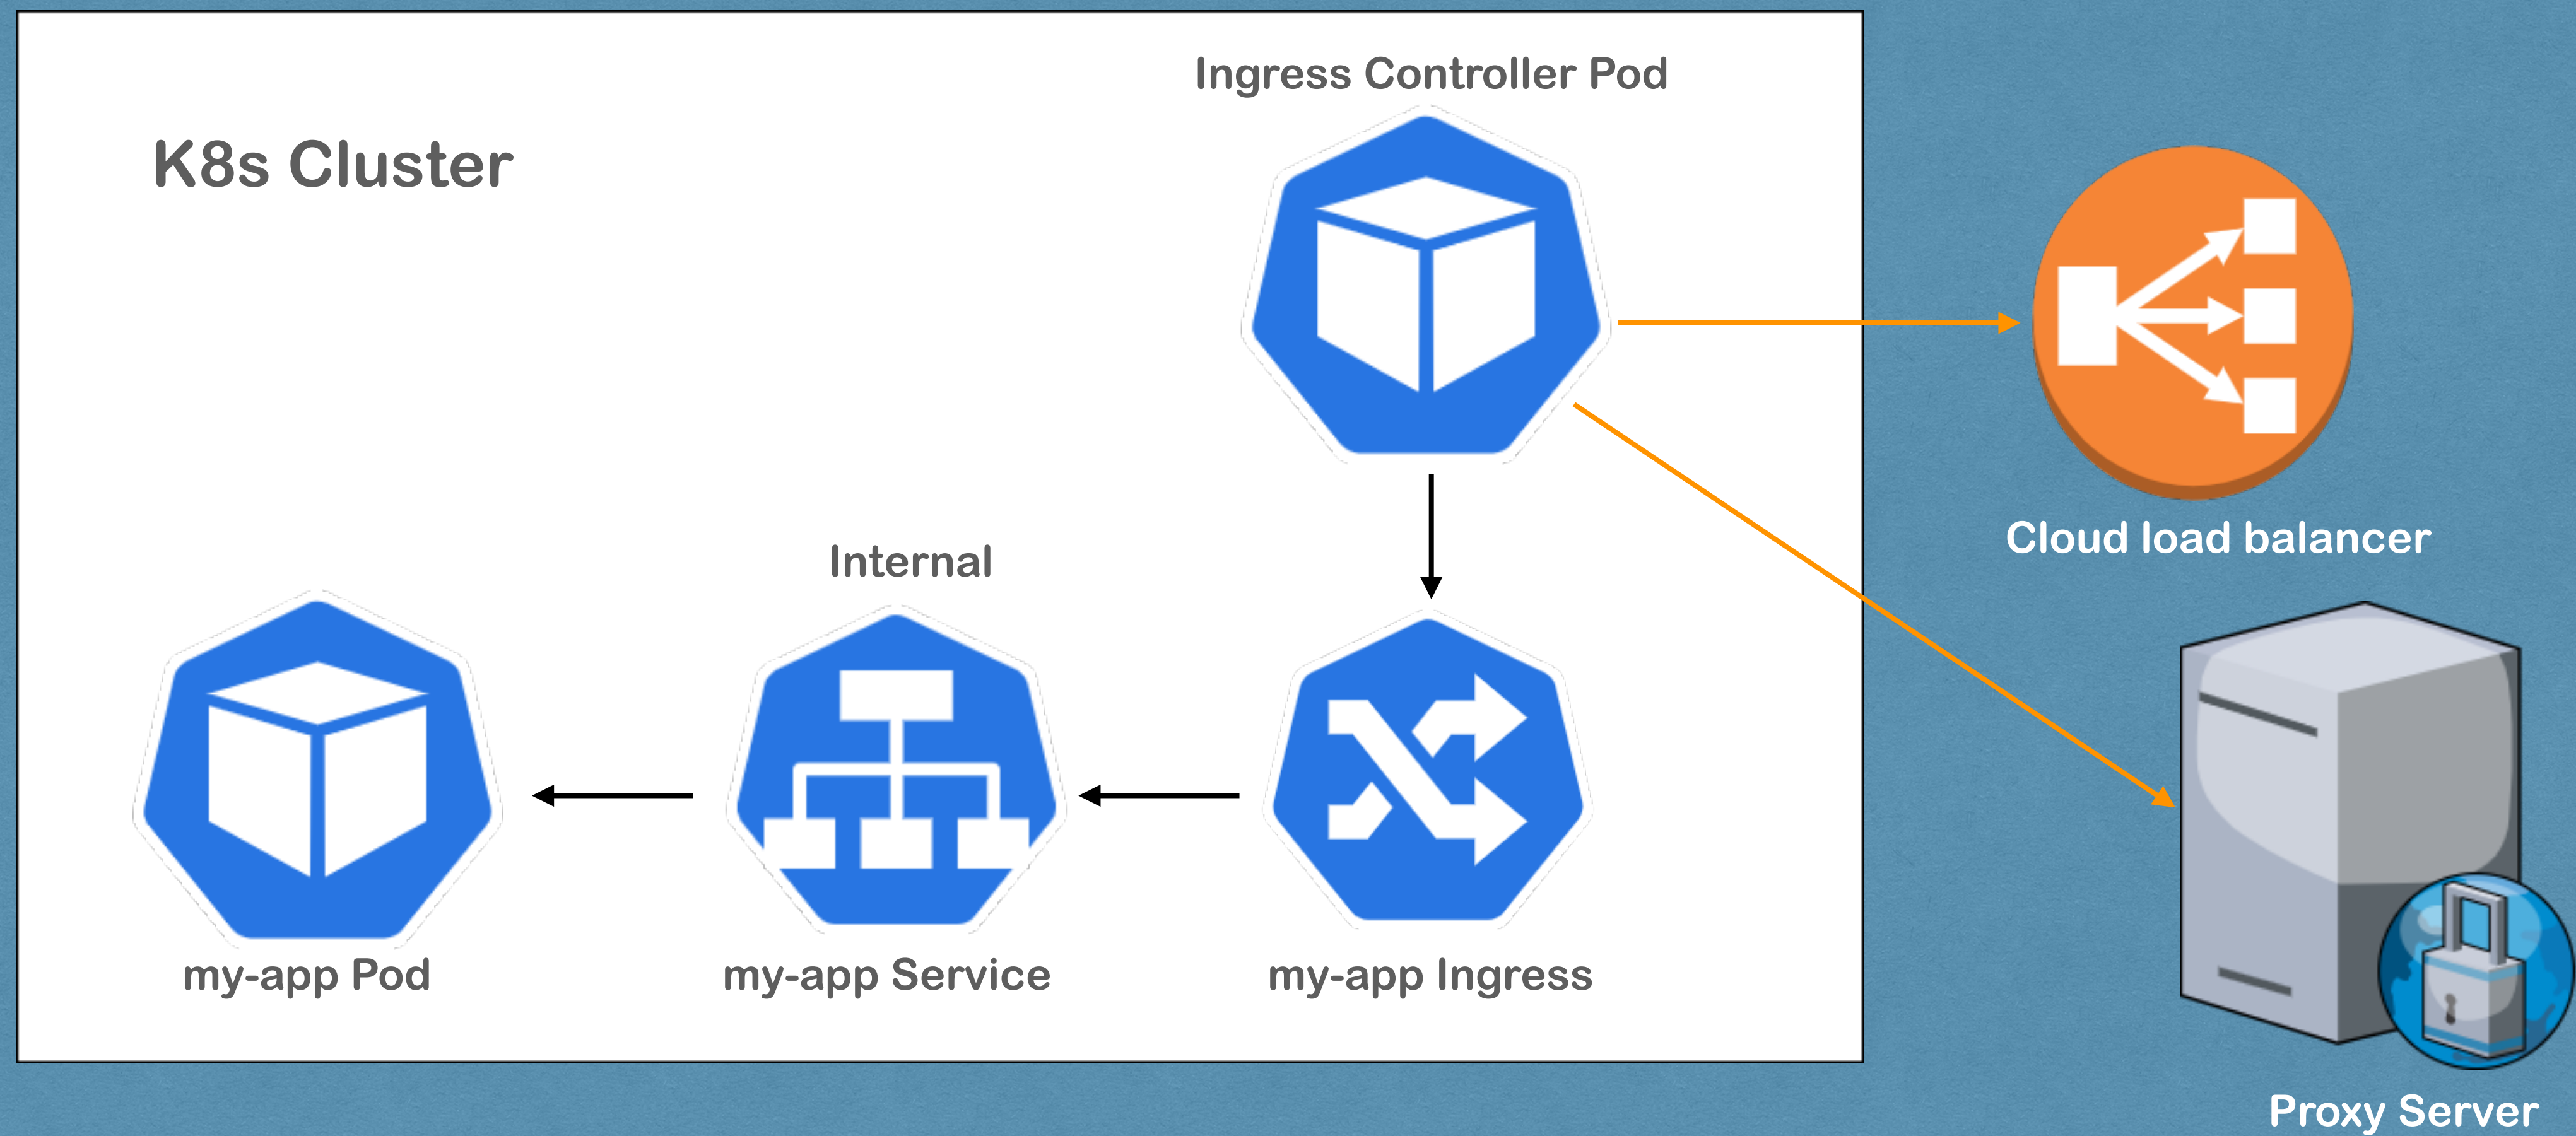 Ingress Controller Pod
K8s Cluster
Cloud load balancer
Internal
my-app Pod
my-app Service
my-app Ingress
Proxy Server